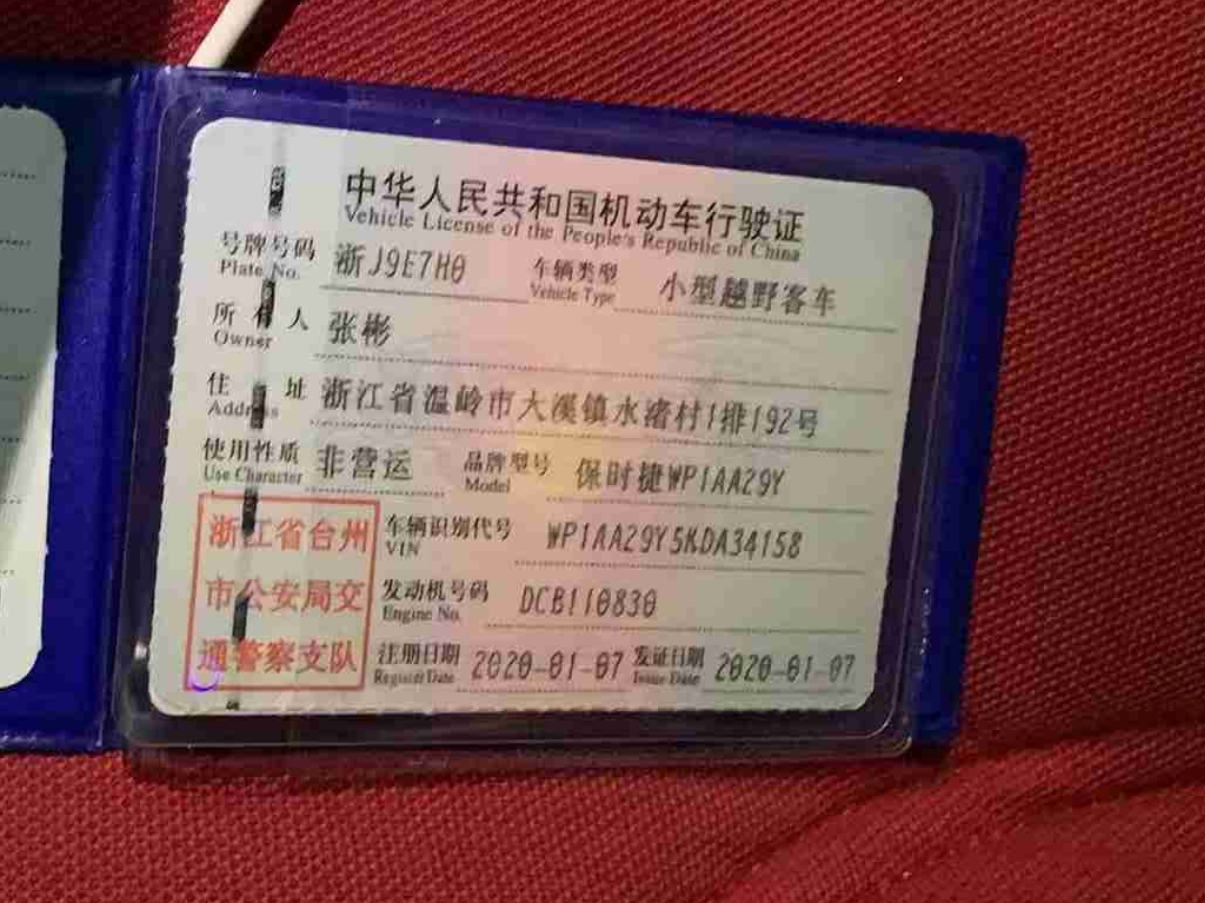 中华人民共和国机动车行驶证
Vehicle License of the People's Republic of China
号牌号码 浙J9E7H0 车辆类型 小型越野客车
Plate No. Vehicle Type
所有人 张彬
Owner
住址 浙江省温岭市大溪镇水渚村1排192号
Address
使用性质 非营运 品牌型号 保时捷WP1AA29Y
Use Character Model
浙江省台州 车辆识别代号 WP1AA29Y5KDA34158
VIN
市公安局交 发动机号码 DCB110830
Engine No.
通警察支队 注册日期 2020-01-07 发证日期 2020-01-07
Register Date Issue Date